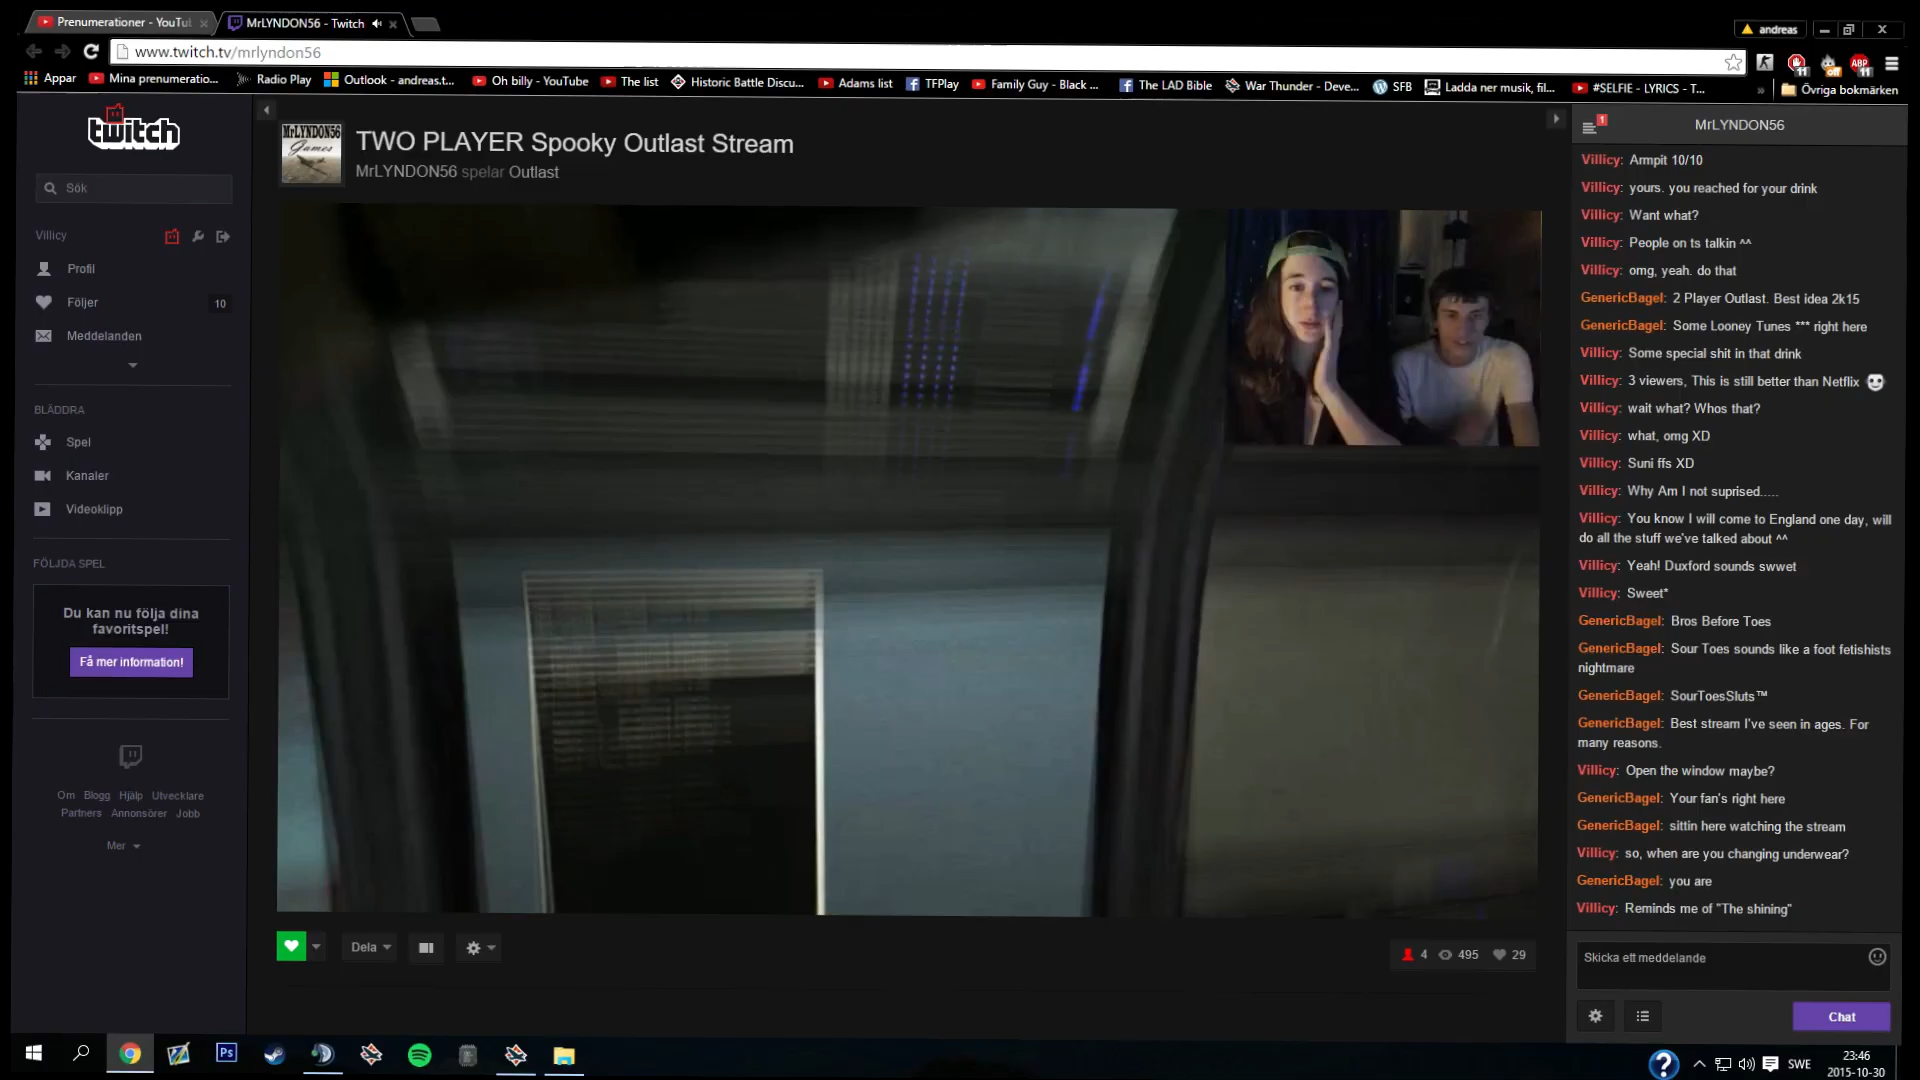 Prenumerationer - YouTu
MrLYNDON56 - Twitch
andreas
www.twitch.tv/mrlyndon56
Appar
Mina prenumeratio...
Radio Play
Outlook - andreas.t...
Oh billy - YouTube
The list
Historic Battle Discu...
Adams list
TFPlay
Family Guy - Black ...
The LAD Bible
War Thunder - Deve...
SFB
Ladda ner musik, fil...
#SELFIE - LYRICS - T...
»
Övriga bokmärken
twitch
Sök
Villicy
Profil
Följer 10
Meddelanden
BLÄDDRA
Spel
Kanaler
Videoklipp
FÖLJDA SPEL
Du kan nu följa dina
favoritspel!
Få mer information!
Om Blogg Hjälp Utvecklare
Partners Annonsörer Jobb
Mer
MrLYNDON56
Games
TWO PLAYER Spooky Outlast Stream
MrLYNDON56 spelar Outlast
Dela
4 495 29
1
MrLYNDON56
Villicy: Armpit 10/10
Villicy: yours. you reached for your drink
Villicy: Want what?
Villicy: People on ts talkin ^^
Villicy: omg, yeah. do that
GenericBagel: 2 Player Outlast. Best idea 2k15
GenericBagel: Some Looney Tunes *** right here
Villicy: Some special shit in that drink
Villicy: 3 viewers, This is still better than Netflix
Villicy: wait what? Whos that?
Villicy: what, omg XD
Villicy: Suni ffs XD
Villicy: Why Am I not suprised.....
Villicy: You know I will come to England one day, will
do all the stuff we've talked about ^^
Villicy: Yeah! Duxford sounds swwet
Villicy: Sweet*
GenericBagel: Bros Before Toes
GenericBagel: Sour Toes sounds like a foot fetishists
nightmare
GenericBagel: SourToesSluts™
GenericBagel: Best stream I've seen in ages. For
many reasons.
Villicy: Open the window maybe?
GenericBagel: Your fan's right here
GenericBagel: sittin here watching the stream
Villicy: so, when are you changing underwear?
GenericBagel: you are
Villicy: Reminds me of "The shining"
Skicka ett meddelande
Chat
Ps
SWE
23:46
2015-10-30